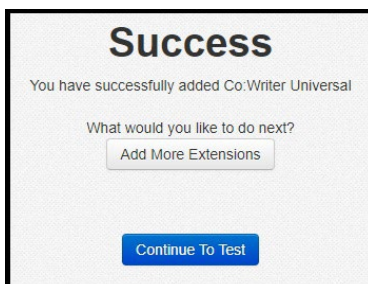 Success
You have successfully added Co:Writer Universal
What would you like to do next?
Add More Extensions
Continue To Test